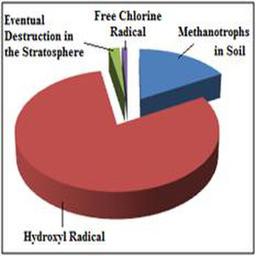 Eventual
Destruction in
the Stratosphere
Free Chlorine
Radical
Methanotrophs
in Soil
Hydroxyl Radical